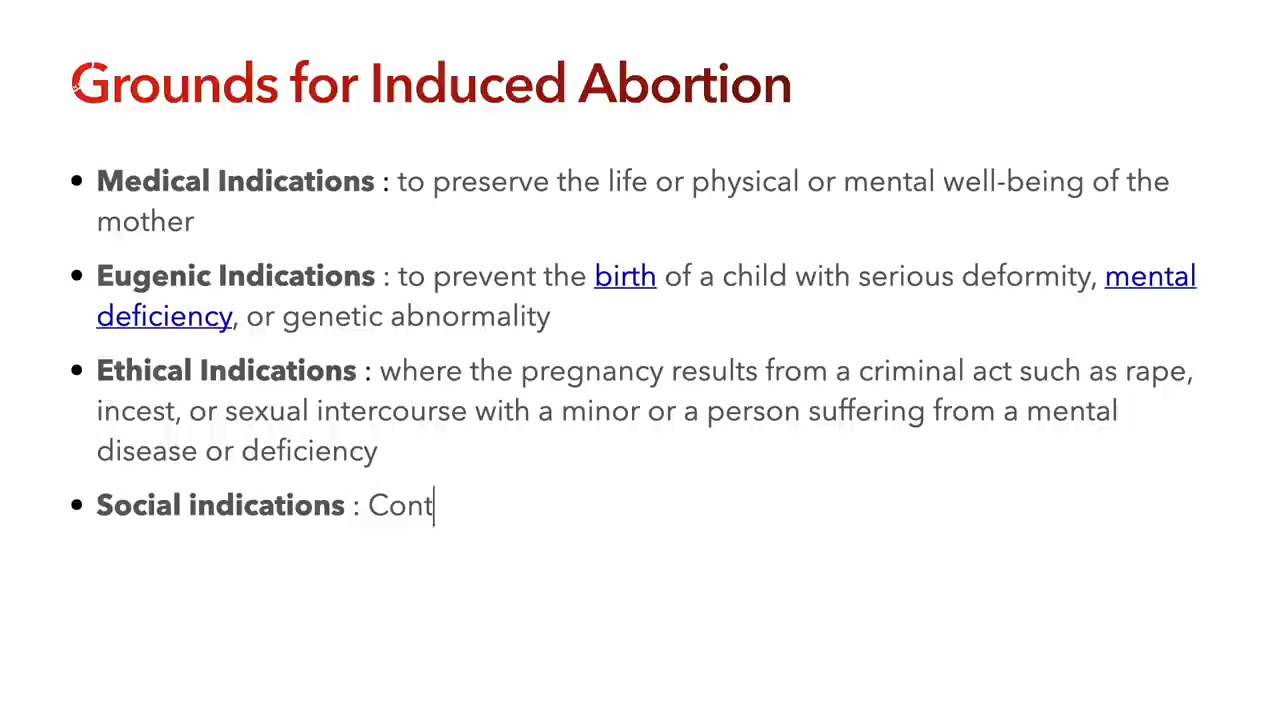 Grounds for Induced Abortion
• Medical Indications : to preserve the life or physical or mental well-being of the
mother
• Eugenic Indications : to prevent the birth of a child with serious deformity, mental
deficiency, or genetic abnormality
• Ethical Indications : where the pregnancy results from a criminal act such as rape,
incest, or sexual intercourse with a minor or a person suffering from a mental
disease or deficiency
• Social indications : Cont